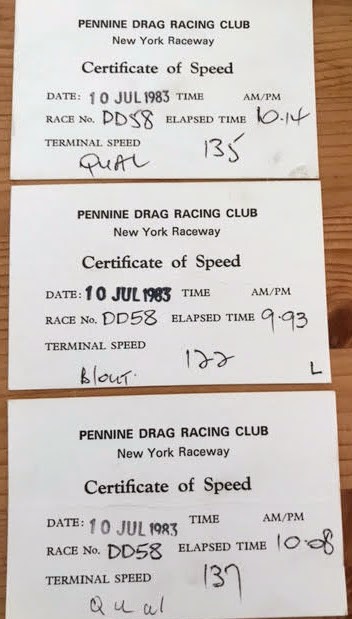 PENNINE DRAG RACING CLUB
New York Raceway
Certificate of Speed
DATE: 10 JUL 1983 TIME AM/PM
RACE No. DD58 ELAPSED TIME 10.14
TERMINAL SPEED 135
QUAL
PENNINE DRAG RACING CLUB
New York Raceway
Certificate of Speed
DATE: 10 JUL 1983 TIME AM/PM
RACE No. DD58 ELAPSED TIME 9.93
TERMINAL SPEED
122
B/out. L
PENNINE DRAG RACING CLUB
New York Raceway
Certificate of Speed
DATE: 10 JUL 1983 TIME AM/PM
RACE No. DD58 ELAPSED TIME 10.08
TERMINAL SPEED 137
Qual